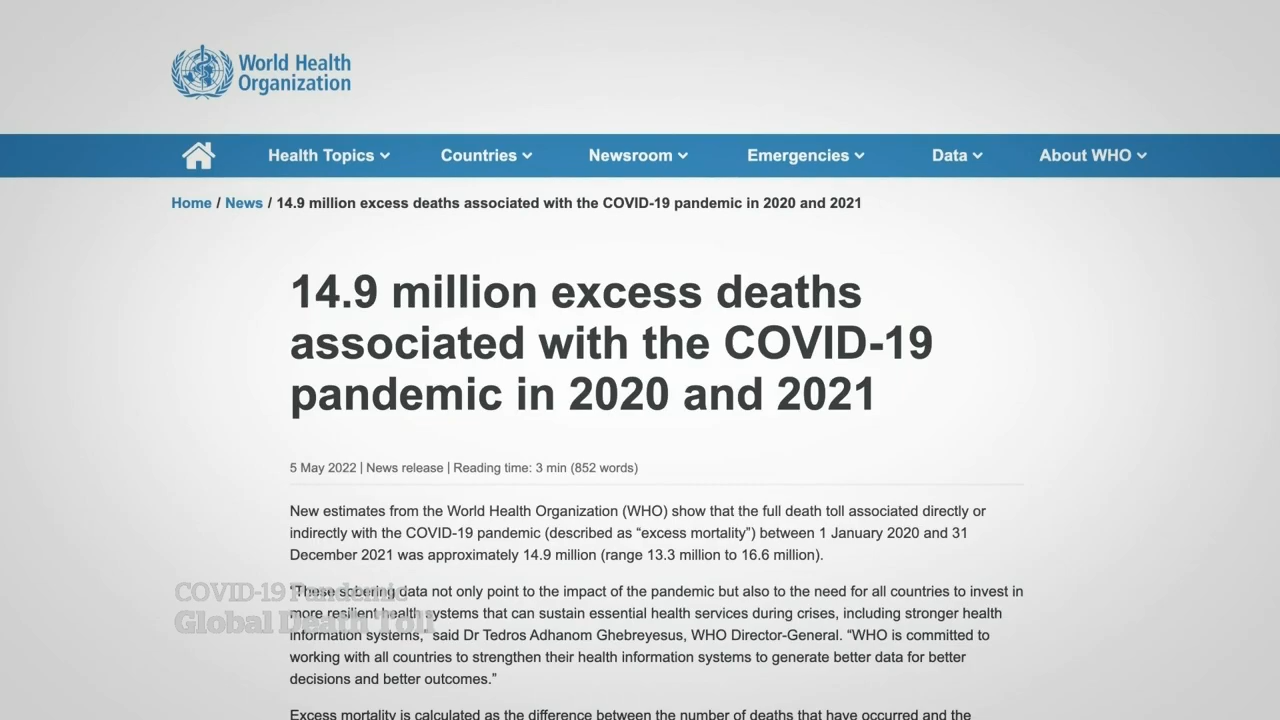 World Health
Organization
Health Topics
Countries
Newsroom
Emergencies
Data
About WHO
Home / News / 14.9 million excess deaths associated with the COVID-19 pandemic in 2020 and 2021
14.9 million excess deaths
associated with the COVID-19
pandemic in 2020 and 2021
5 May 2022 | News release | Reading time: 3 min (852 words)
New estimates from the World Health Organization (WHO) show that the full death toll associated directly or
indirectly with the COVID-19 pandemic (described as “excess mortality”) between 1 January 2020 and 31
December 2021 was approximately 14.9 million (range 13.3 million to 16.6 million).
“These sobering data not only point to the impact of the pandemic but also to the need for all countries to invest in
more resilient health systems that can sustain essential health services during crises, including stronger health
information systems,” said Dr Tedros Adhanom Ghebreyesus, WHO Director-General. “WHO is committed to
working with all countries to strengthen their health information systems to generate better data for better
decisions and better outcomes.”
Excess mortality is calculated as the difference between the number of deaths that have occurred and the
COVID-19 Pandemic
Global Death Toll